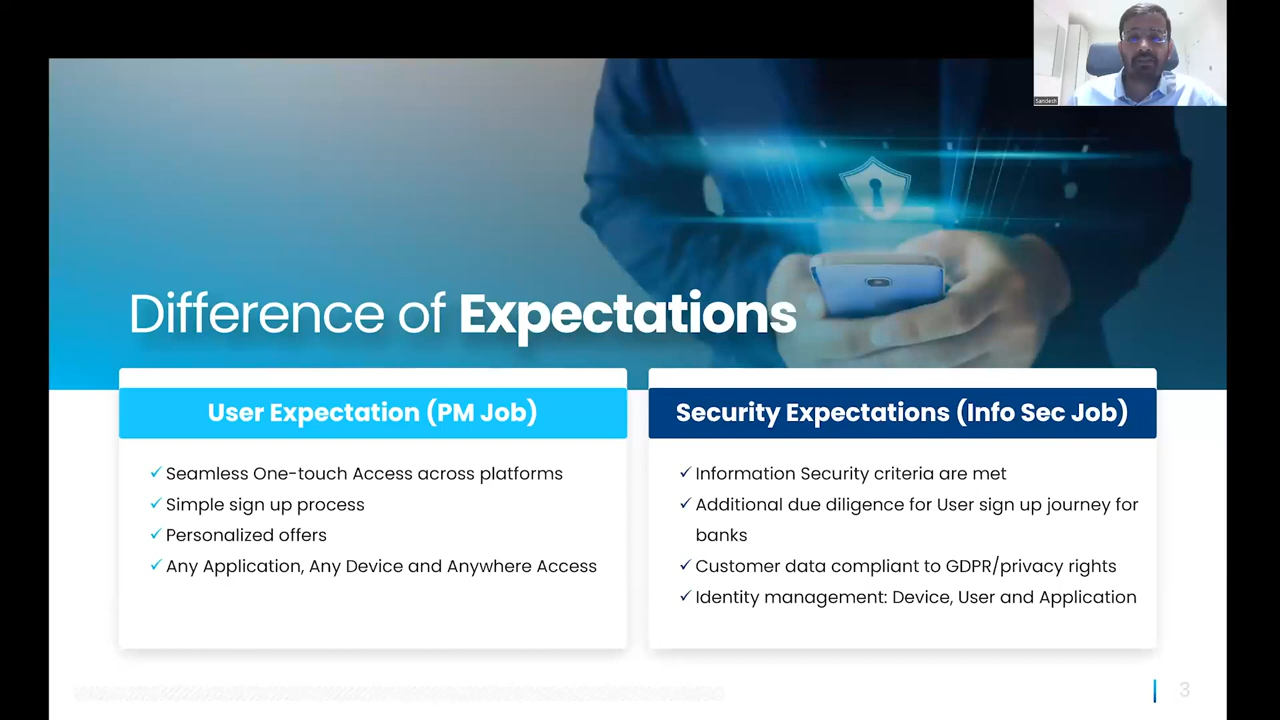 Sandesh
Difference of Expectations
User Expectation (PM Job)
✓ Seamless One-touch Access across platforms
✓ Simple sign up process
✓ Personalized offers
✓ Any Application, Any Device and Anywhere Access
Security Expectations (Info Sec Job)
✓ Information Security criteria are met
✓ Additional due diligence for User sign up journey for
banks
✓ Customer data compliant to GDPR/privacy rights
✓ Identity management: Device, User and Application
3